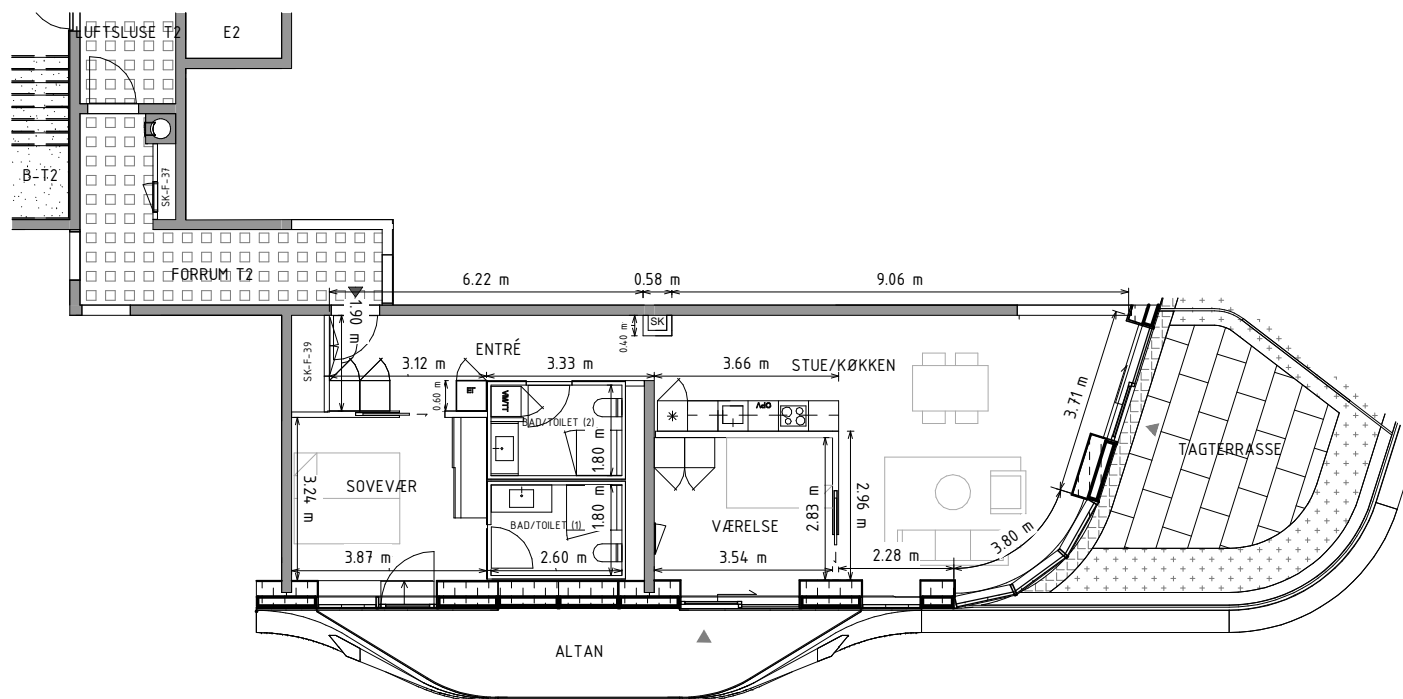 LUFTSLUSE T2
E2
B-T2
SK-F-37
FORRUM T2
6.22 m
0.58 m
9.06 m
1.90 m
SK
0.40 m
SK-F-39
ENTRÉ
3.12 m
3.33 m
3.66 m
STUE/KØKKEN
0.60 m
VM/TT
BAD/TOILET (2)
OPV
3.71 m
TAGTERRASSE
1.80 m
SOVEVÆR
3.24 m
BAD/TOILET (1)
1.80 m
VÆRELSE
2.83 m
2.96 m
3.80 m
3.87 m
2.60 m
3.54 m
2.28 m
ALTAN